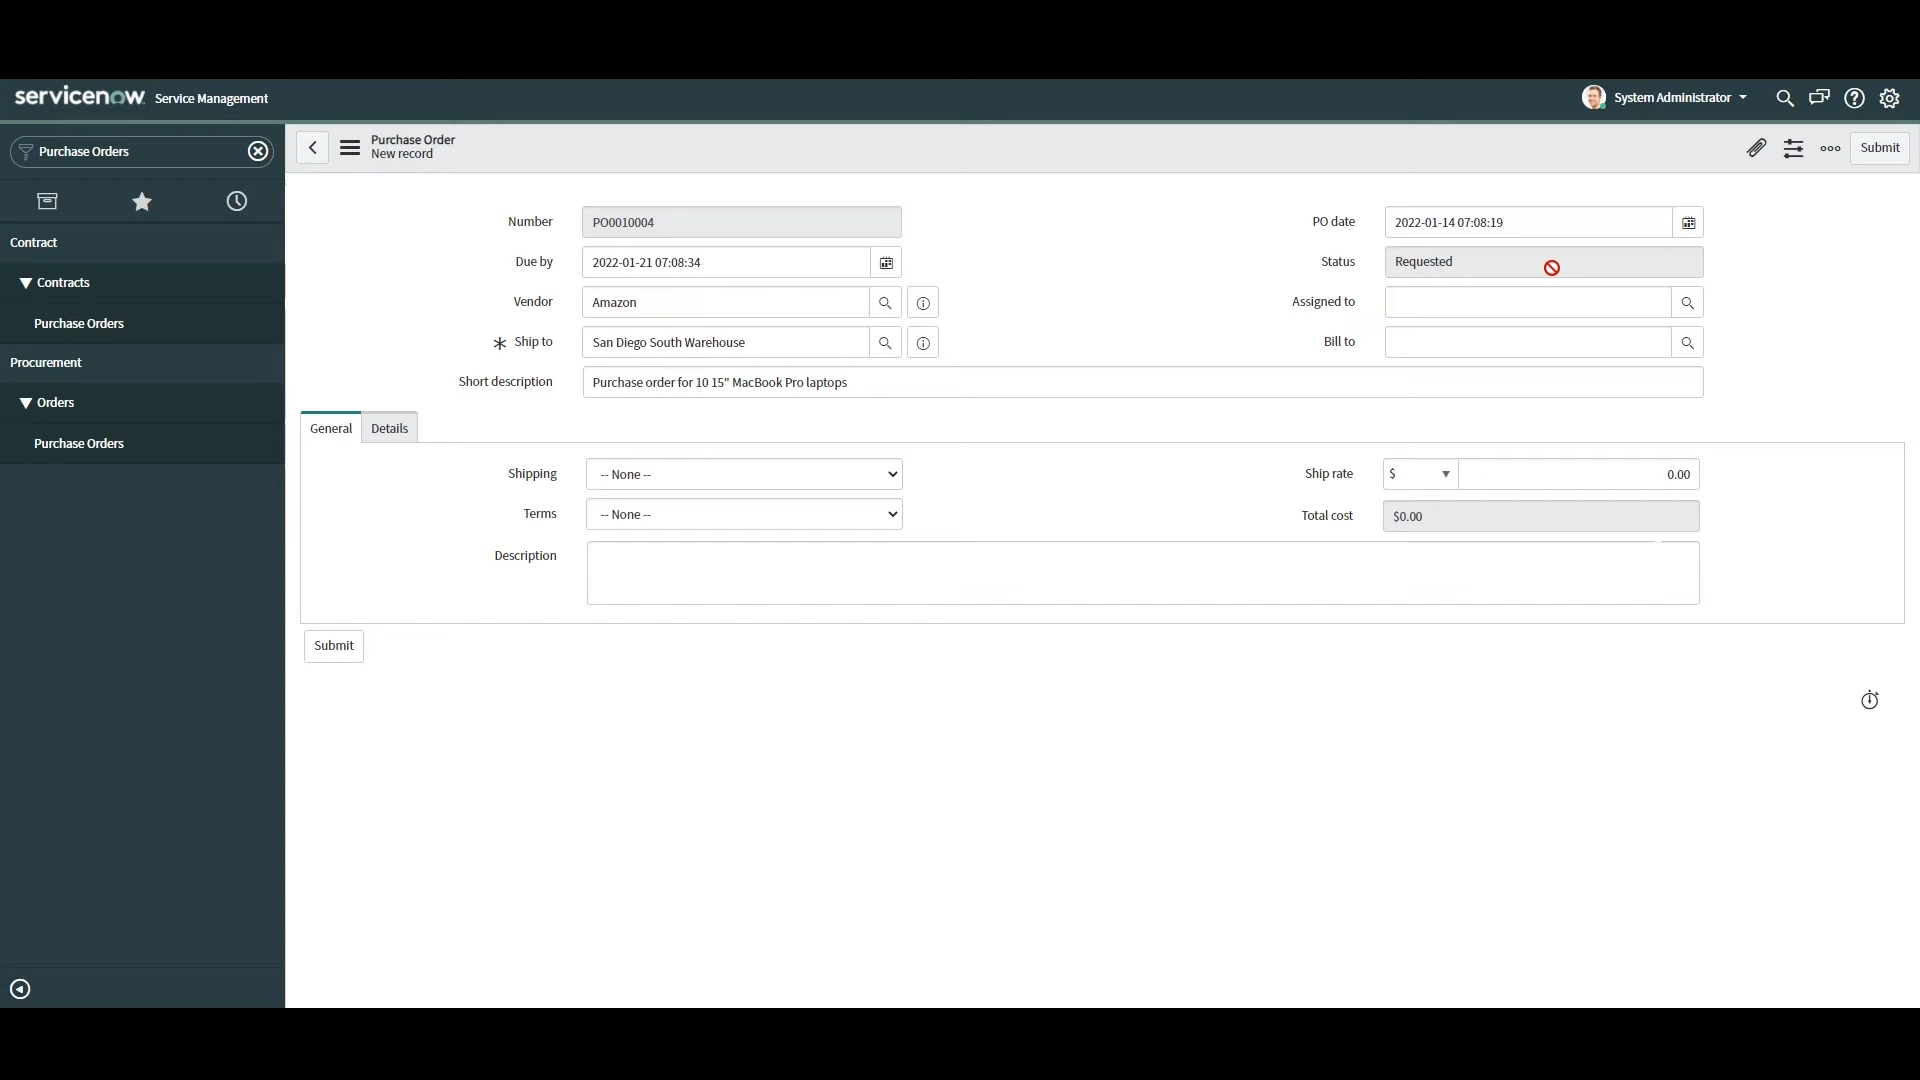 servicenow Service Management
System Administrator
Purchase Orders
Contract
Contracts
Purchase Orders
Procurement
Orders
Purchase Orders
Purchase Order
New record
Submit
Number PO0010004
PO date 2022-01-14 07:08:19
Due by 2022-01-21 07:08:34
Status Requested
Vendor Amazon
Assigned to
Ship to San Diego South Warehouse
Bill to
Short description Purchase order for 10 15" MacBook Pro laptops
General Details
Shipping -- None --
Ship rate $ 0.00
Terms -- None --
Total cost $0.00
Description
Submit